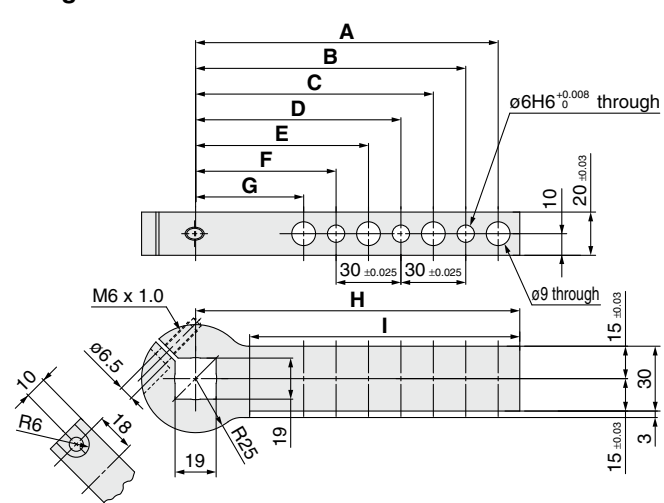 A
B
C
D
E
F
G
ø6H6 +0.008 0 through
10
20 ±0.03
30 ±0.025
30 ±0.025
ø9 through
M6 x 1.0
H
I
ø6.5
10
R6
18
19
19
R25
15 ±0.03
30
3
15 ±0.03